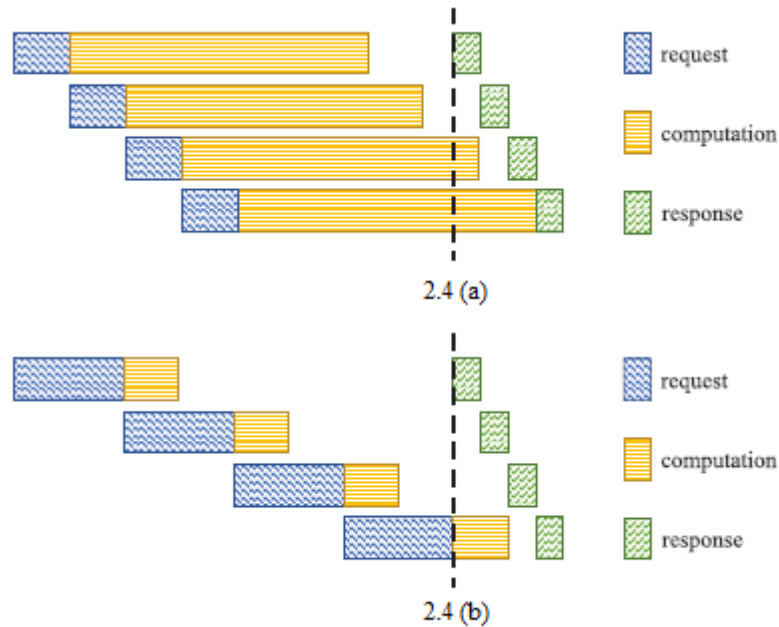 request
computation
response
2.4 (a)
request
computation
response
2.4 (b)